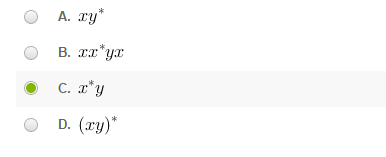 A. xy*
B. xx*yx
C. x*y
D. (xy)*